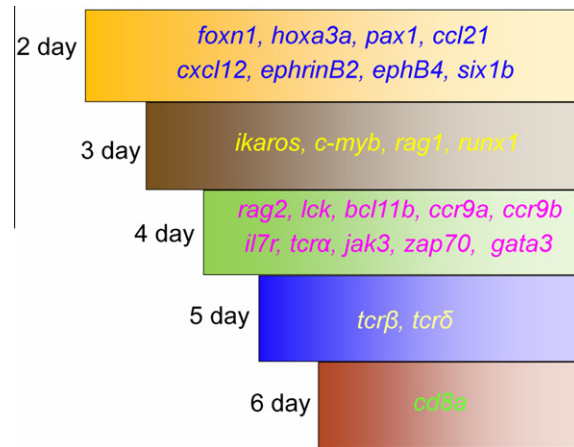 2 day
foxn1, hoxa3a, pax1, ccl21
cxcl12, ephrinB2, ephB4, six1b
3 day
ikaros, c-myb, rag1, runx1
4 day
rag2, lck, bcl11b, ccr9a, ccr9b
il7r, tcrα, jak3, zap70, gata3
5 day
tcrβ, tcrδ
6 day
cd8a